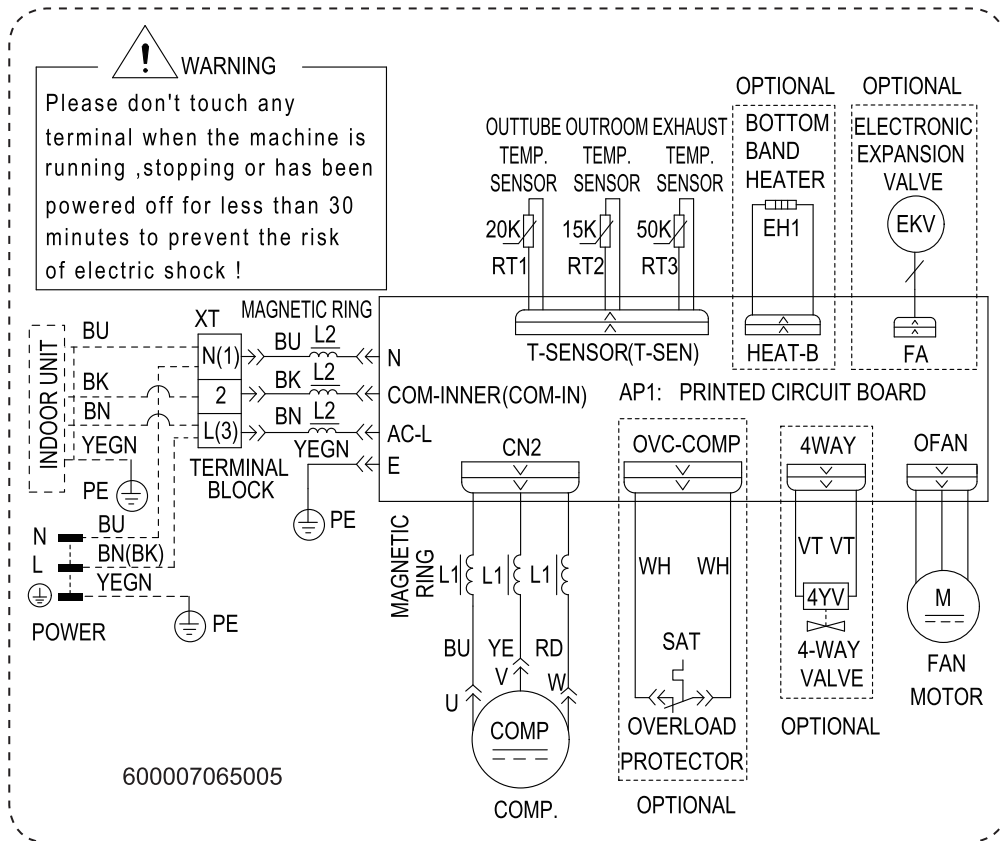 WARNING
Please don't touch any
terminal when the machine is
running ,stopping or has been
powered off for less than 30
minutes to prevent the risk
of electric shock !
OUTTUBE
TEMP.
SENSOR
20K
RT1
OUTROOM
TEMP.
SENSOR
15K
RT2
EXHAUST
TEMP.
SENSOR
50K
RT3
OPTIONAL
BOTTOM
BAND
HEATER
EH1
OPTIONAL
ELECTRONIC
EXPANSION
VALVE
EKV
T-SENSOR(T-SEN)
HEAT-B
FA
INDOOR UNIT
BU
BK
BN
YEGN
PE
XT
N(1)
2
L(3)
TERMINAL
BLOCK
MAGNETIC RING
BU
L2
BK
L2
BN
L2
YEGN
PE
N
COM-INNER(COM-IN)
AC-L
E
AP1: PRINTED CIRCUIT BOARD
CN2
OVC-COMP
4WAY
OFAN
N
L
BU
BN(BK)
YEGN
PE
POWER
MAGNETIC
RING
L1
L1
L1
BU
YE
RD
U
V
W
COMP
COMP.
WH
WH
SAT
OVERLOAD
PROTECTOR
OPTIONAL
VT
VT
4YV
4-WAY
VALVE
OPTIONAL
M
FAN
MOTOR
600007065005